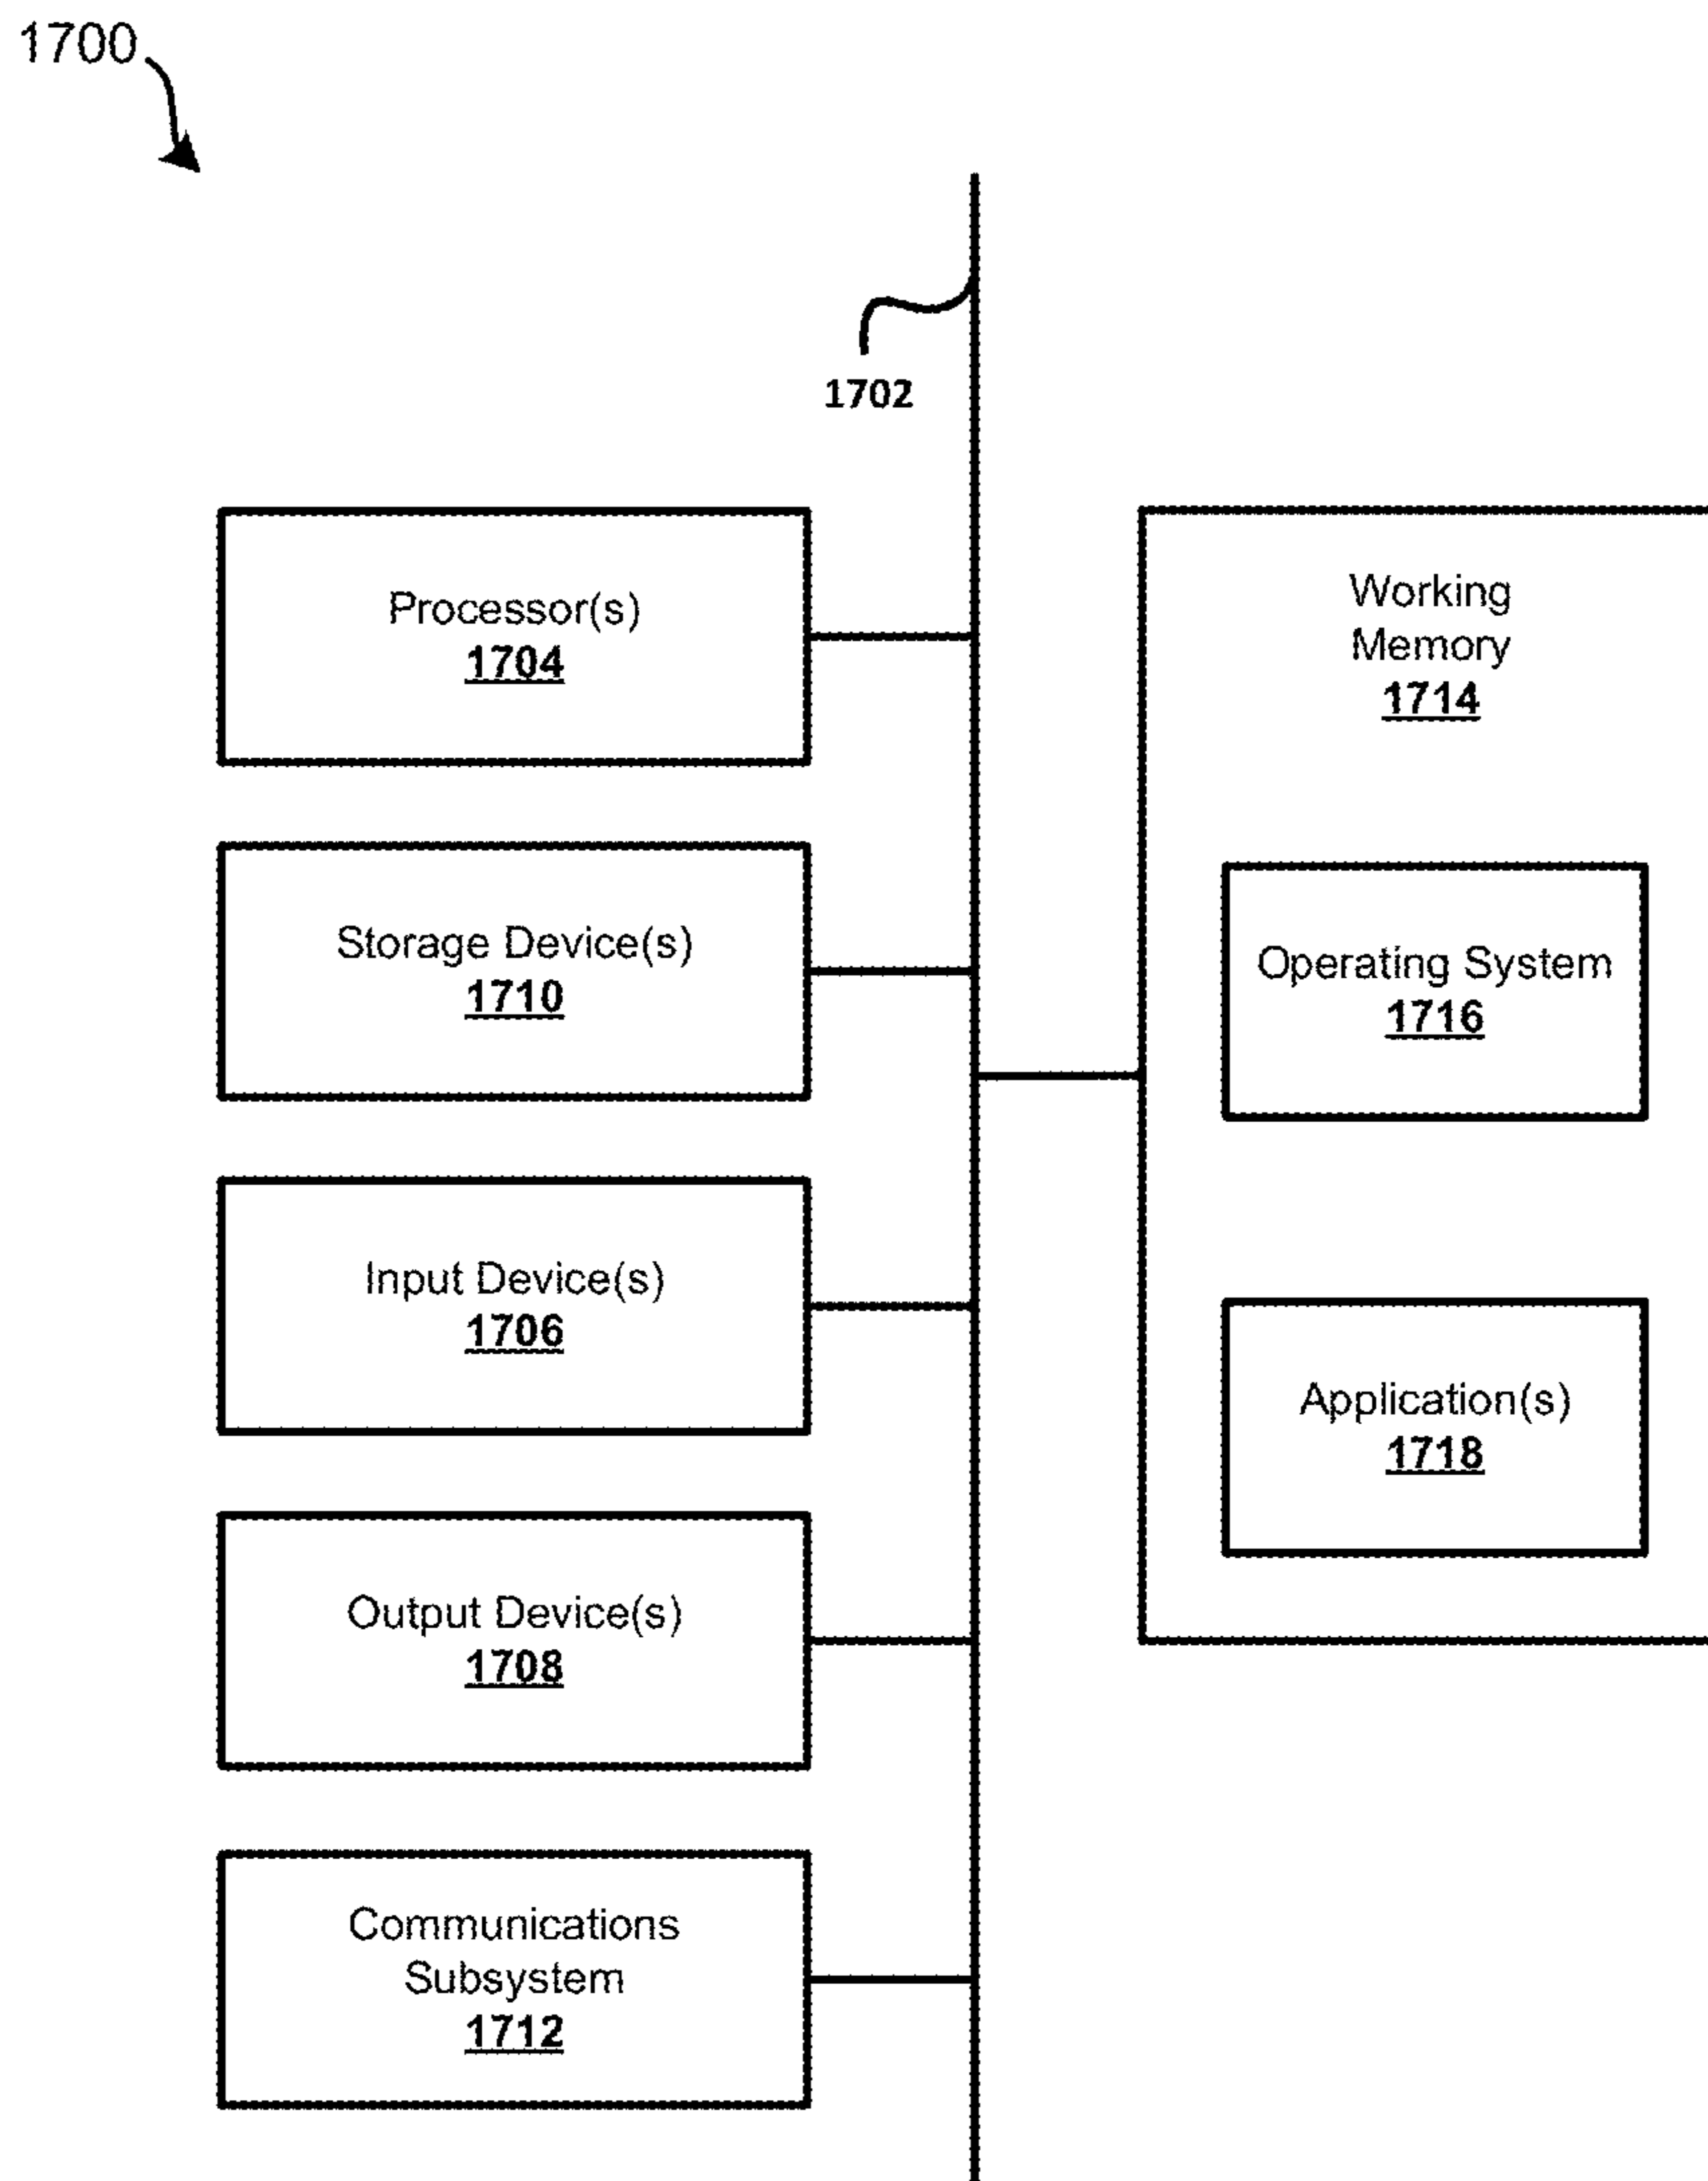 1700
1702
Processor(s)
1704
Storage Device(s)
1710
Input Device(s)
1706
Output Device(s)
1708
Communications
Subsystem
1712
Working
Memory
1714
Operating System
1716
Application(s)
1718